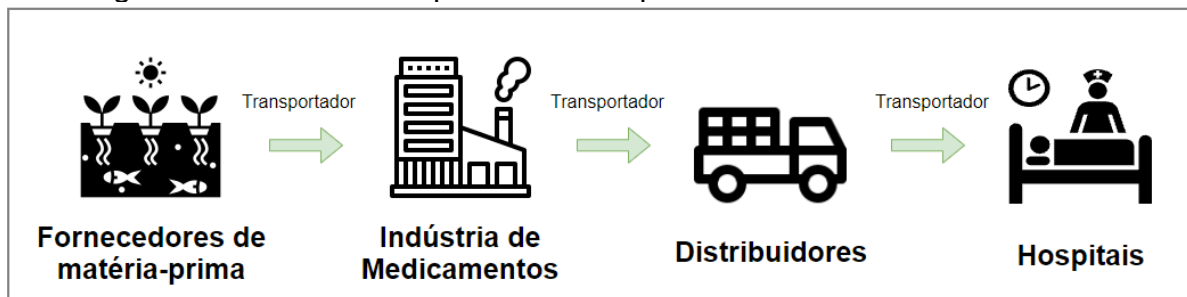 Transportador
Transportador
Transportador
Fornecedores de
matéria-prima
Indústria de
Medicamentos
Distribuidores
Hospitais